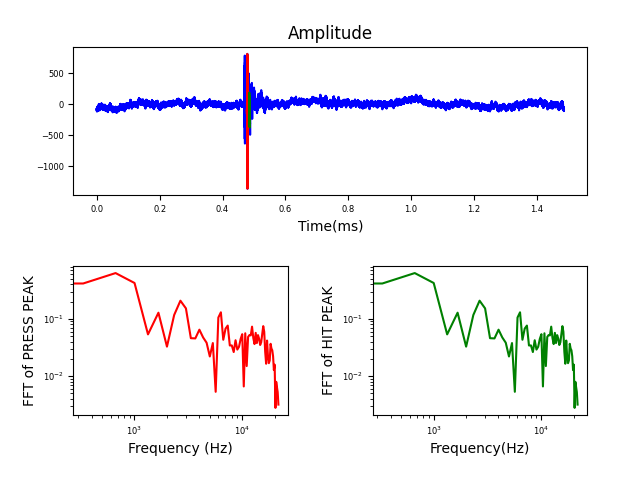 Amplitude
500
0
−500
−1000
0.0 0.2 0.4 0.6 0.8 1.0 1.2 1.4
Time(ms)
FFT of PRESS PEAK
10⁻¹
10⁻²
10³ 10⁴
Frequency (Hz)
FFT of HIT PEAK
10⁻¹
10⁻²
10³ 10⁴
Frequency(Hz)